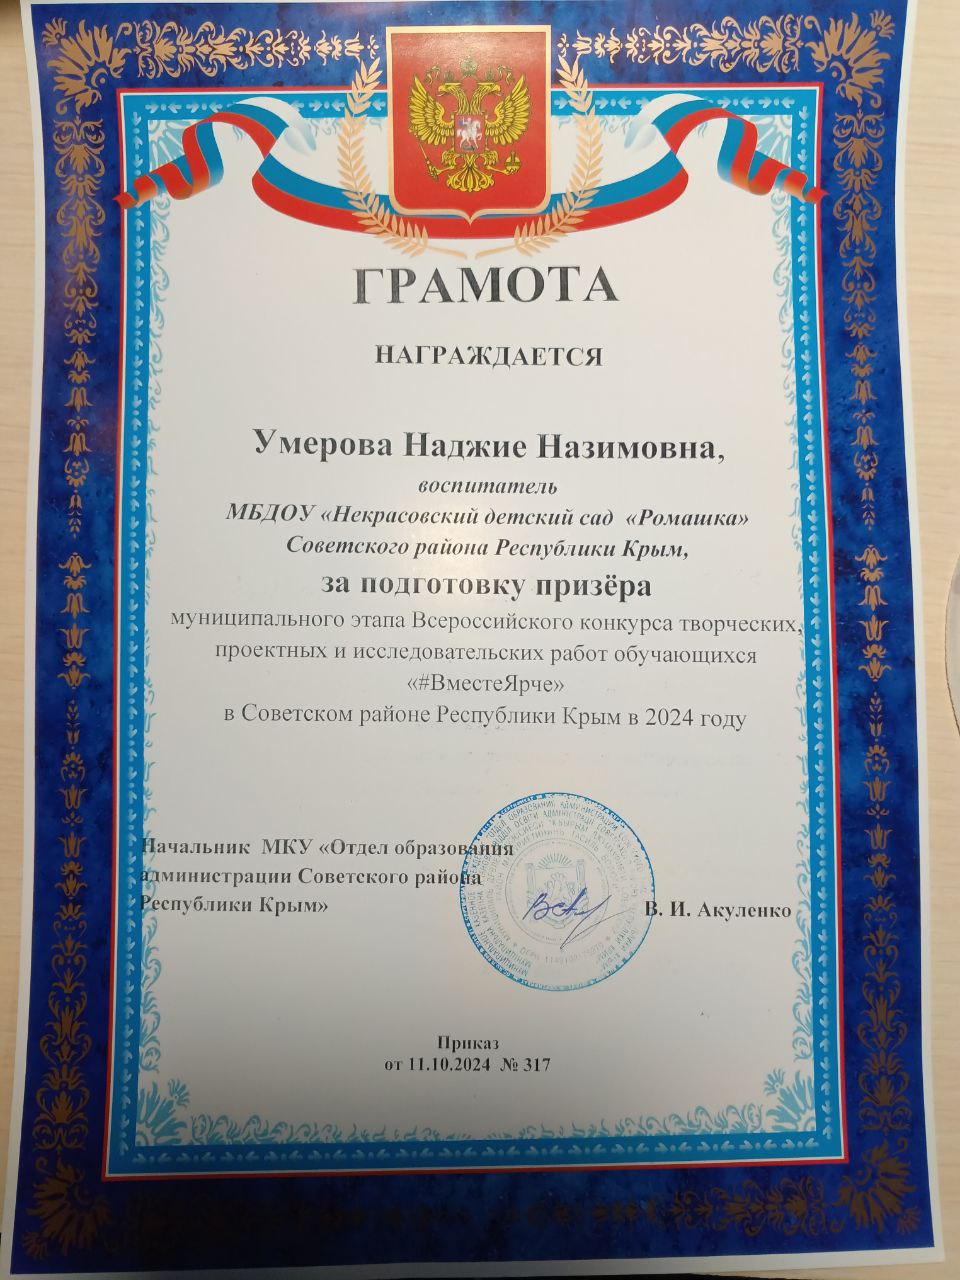 ГРАМОТА
НАГРАЖДАЕТСЯ
Умерова Наджие Назимовна,
воспитатель
МБДОУ «Некрасовский детский сад «Ромашка»
Советского района Республики Крым,
за подготовку призёра
муниципального этапа Всероссийского конкурса творческих,
проектных и исследовательских работ обучающихся
«#ВместеЯрче»
в Советском районе Республики Крым в 2024 году
Начальник МКУ «Отдел образования
администрации Советского района
Республики Крым»
В. И. Акуленко
Приказ
от 11.10.2024 № 317